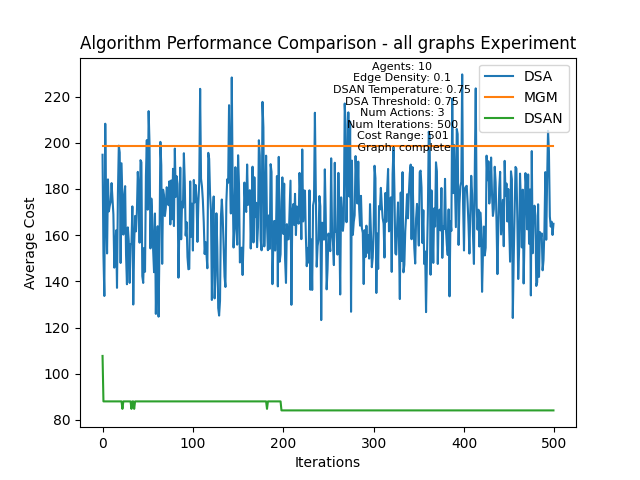 Algorithm Performance Comparison - all graphs Experiment
Agents: 10
Edge Density: 0.1
DSAN Temperature: 0.75
DSA Threshold: 0.75
Num Actions: 3
Num Iterations: 500
Cost Range: 501
Graph: complete
DSA
MGM
DSAN
Average Cost
220
200
180
160
140
120
100
80
0
100
200
300
400
500
Iterations